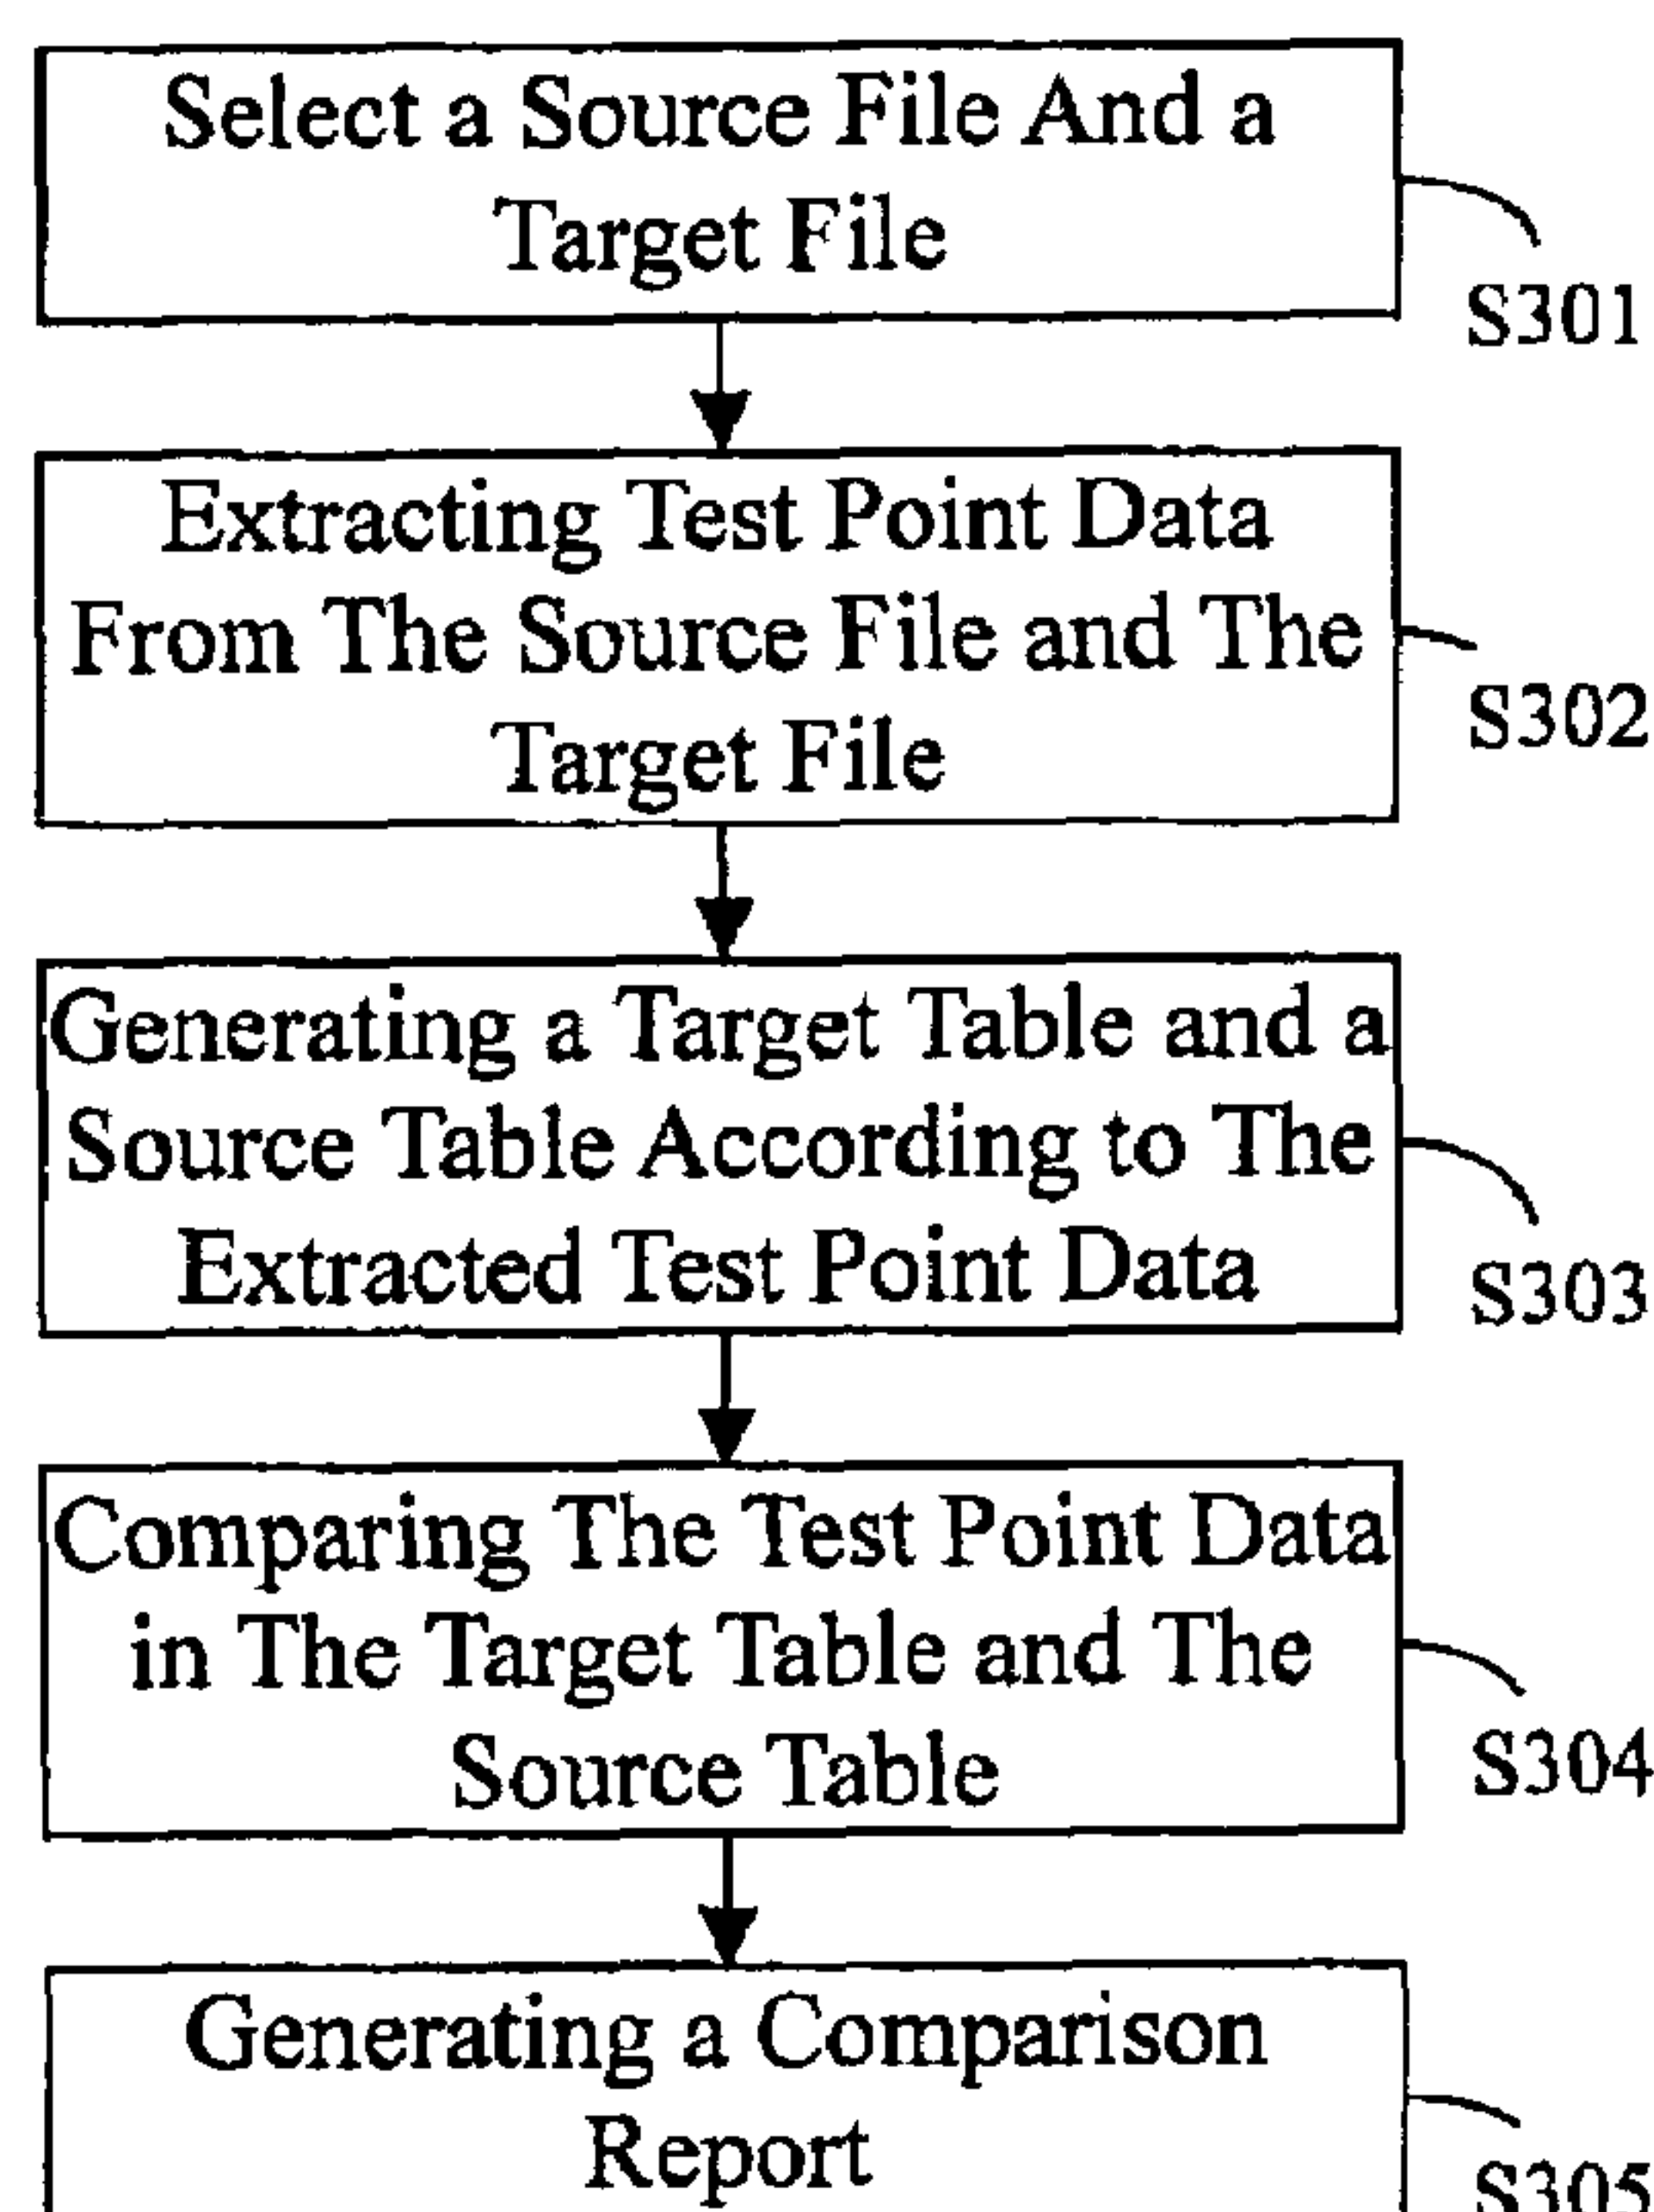 Select a Source File And a
Target File
S301
Extracting Test Point Data
From The Source File and The
Target File
S302
Generating a Target Table and a
Source Table According to The
Extracted Test Point Data
S303
Comparing The Test Point Data
in The Target Table and The
Source Table
S304
Generating a Comparison
Report
S305